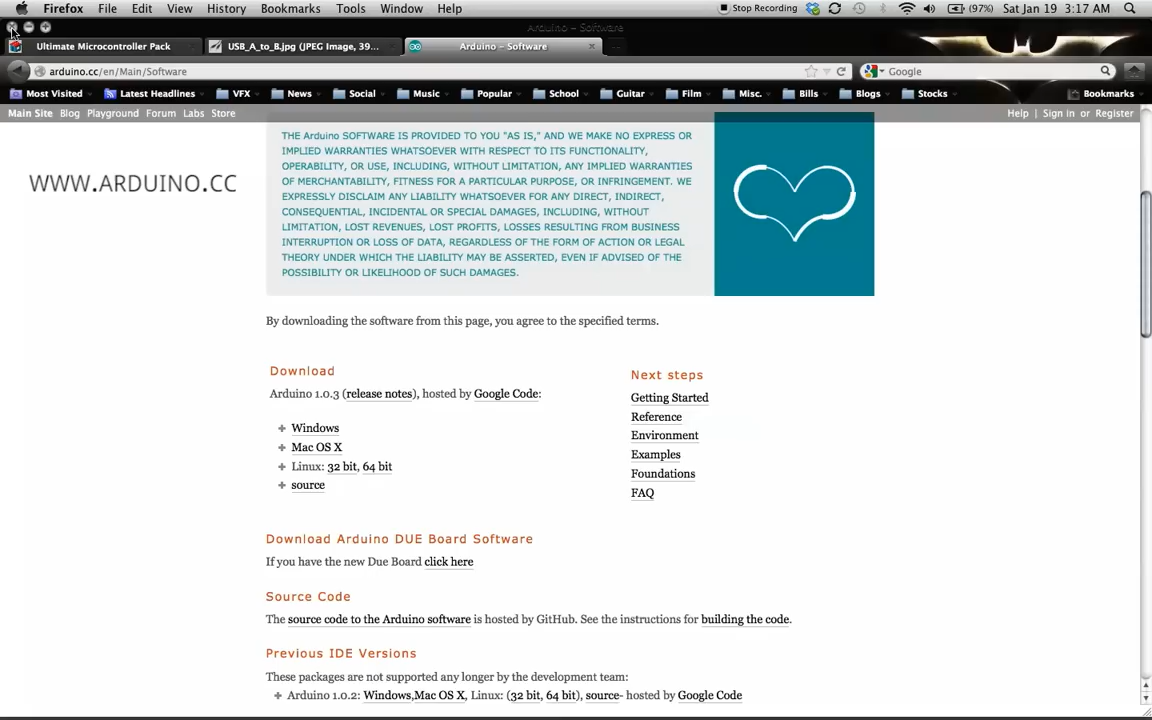 Firefox File Edit View History Bookmarks Tools Window Help Stop Recording (97%) Sat Jan 19 3:17 AM
Arduino - Software
Ultimate Microcontroller Pack USB_A_to_B.jpg (JPEG Image, 39... Arduino - Software
arduino.cc/en/Main/Software Google
Most Visited Latest Headlines VFX News Social Music Popular School Guitar Film Misc. Bills Blogs Stocks Bookmarks
Main Site Blog Playground Forum Labs Store Help | Sign in or Register
WWW.ARDUINO.CC
THE Arduino SOFTWARE IS PROVIDED TO YOU "AS IS," AND WE MAKE NO EXPRESS OR
IMPLIED WARRANTIES WHATSOEVER WITH RESPECT TO ITS FUNCTIONALITY,
OPERABILITY, OR USE, INCLUDING, WITHOUT LIMITATION, ANY IMPLIED WARRANTIES
OF MERCHANTABILITY, FITNESS FOR A PARTICULAR PURPOSE, OR INFRINGEMENT. WE
EXPRESSLY DISCLAIM ANY LIABILITY WHATSOEVER FOR ANY DIRECT, INDIRECT,
CONSEQUENTIAL, INCIDENTAL OR SPECIAL DAMAGES, INCLUDING, WITHOUT
LIMITATION, LOST REVENUES, LOST PROFITS, LOSSES RESULTING FROM BUSINESS
INTERRUPTION OR LOSS OF DATA, REGARDLESS OF THE FORM OF ACTION OR LEGAL
THEORY UNDER WHICH THE LIABILITY MAY BE ASSERTED, EVEN IF ADVISED OF THE
POSSIBILITY OR LIKELIHOOD OF SUCH DAMAGES.
By downloading the software from this page, you agree to the specified terms.
Download
Arduino 1.0.3 (release notes), hosted by Google Code:
Windows
Mac OS X
Linux: 32 bit, 64 bit
source
Next steps
Getting Started
Reference
Environment
Examples
Foundations
FAQ
Download Arduino DUE Board Software
If you have the new Due Board click here
Source Code
The source code to the Arduino software is hosted by GitHub. See the instructions for building the code.
Previous IDE Versions
These packages are not supported any longer by the development team:
Arduino 1.0.2: Windows,Mac OS X, Linux: (32 bit, 64 bit), source- hosted by Google Code